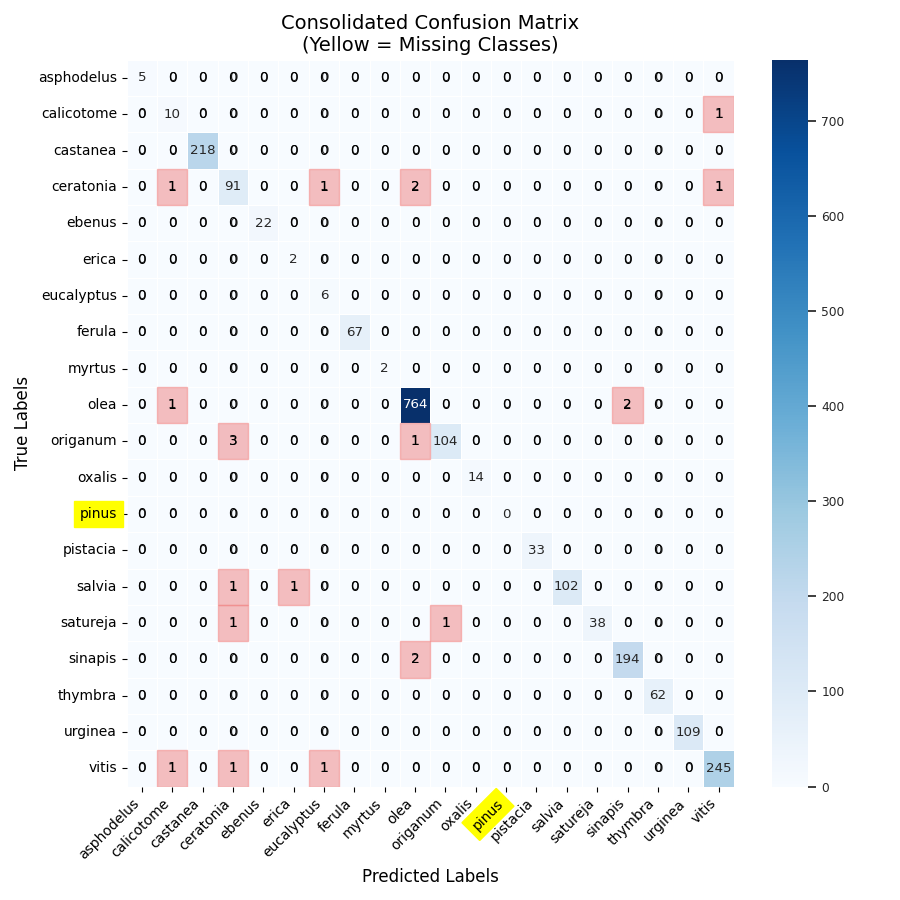 Consolidated Confusion Matrix
(Yellow = Missing Classes)
True Labels
asphodelus 5 0 0 0 0 0 0 0 0 0 0 0 0 0 0 0 0 0 0 0
calicotome 0 10 0 0 0 0 0 0 0 0 0 0 0 0 0 0 0 0 0 1
castanea 0 0 218 0 0 0 0 0 0 0 0 0 0 0 0 0 0 0 0 0
ceratonia 0 1 0 91 0 0 1 0 0 2 0 0 0 0 0 0 0 0 0 1
ebenus 0 0 0 0 22 0 0 0 0 0 0 0 0 0 0 0 0 0 0 0
erica 0 0 0 0 0 2 0 0 0 0 0 0 0 0 0 0 0 0 0 0
eucalyptus 0 0 0 0 0 0 6 0 0 0 0 0 0 0 0 0 0 0 0 0
ferula 0 0 0 0 0 0 0 67 0 0 0 0 0 0 0 0 0 0 0 0
myrtus 0 0 0 0 0 0 0 0 2 0 0 0 0 0 0 0 0 0 0 0
olea 0 1 0 0 0 0 0 0 0 764 0 0 0 0 0 0 2 0 0 0
origanum 0 0 0 3 0 0 0 0 0 1 104 0 0 0 0 0 0 0 0 0
oxalis 0 0 0 0 0 0 0 0 0 0 0 14 0 0 0 0 0 0 0 0
pinus 0 0 0 0 0 0 0 0 0 0 0 0 0 0 0 0 0 0 0 0
pistacia 0 0 0 0 0 0 0 0 0 0 0 0 0 33 0 0 0 0 0 0
salvia 0 0 0 1 0 1 0 0 0 0 0 0 0 0 102 0 0 0 0 0
satureja 0 0 0 1 0 0 0 0 0 0 1 0 0 0 0 38 0 0 0 0
sinapis 0 0 0 0 0 0 0 0 0 2 0 0 0 0 0 0 194 0 0 0
thymbra 0 0 0 0 0 0 0 0 0 0 0 0 0 0 0 0 0 62 0 0
urginea 0 0 0 0 0 0 0 0 0 0 0 0 0 0 0 0 0 0 109 0
vitis 0 1 0 1 0 0 1 0 0 0 0 0 0 0 0 0 0 0 0 245
asphodelus calicotome castanea ceratonia ebenus erica eucalyptus ferula myrtus olea origanum oxalis pinus pistacia salvia satureja sinapis thymbra urginea vitis
Predicted Labels
700
600
500
400
300
200
100
0